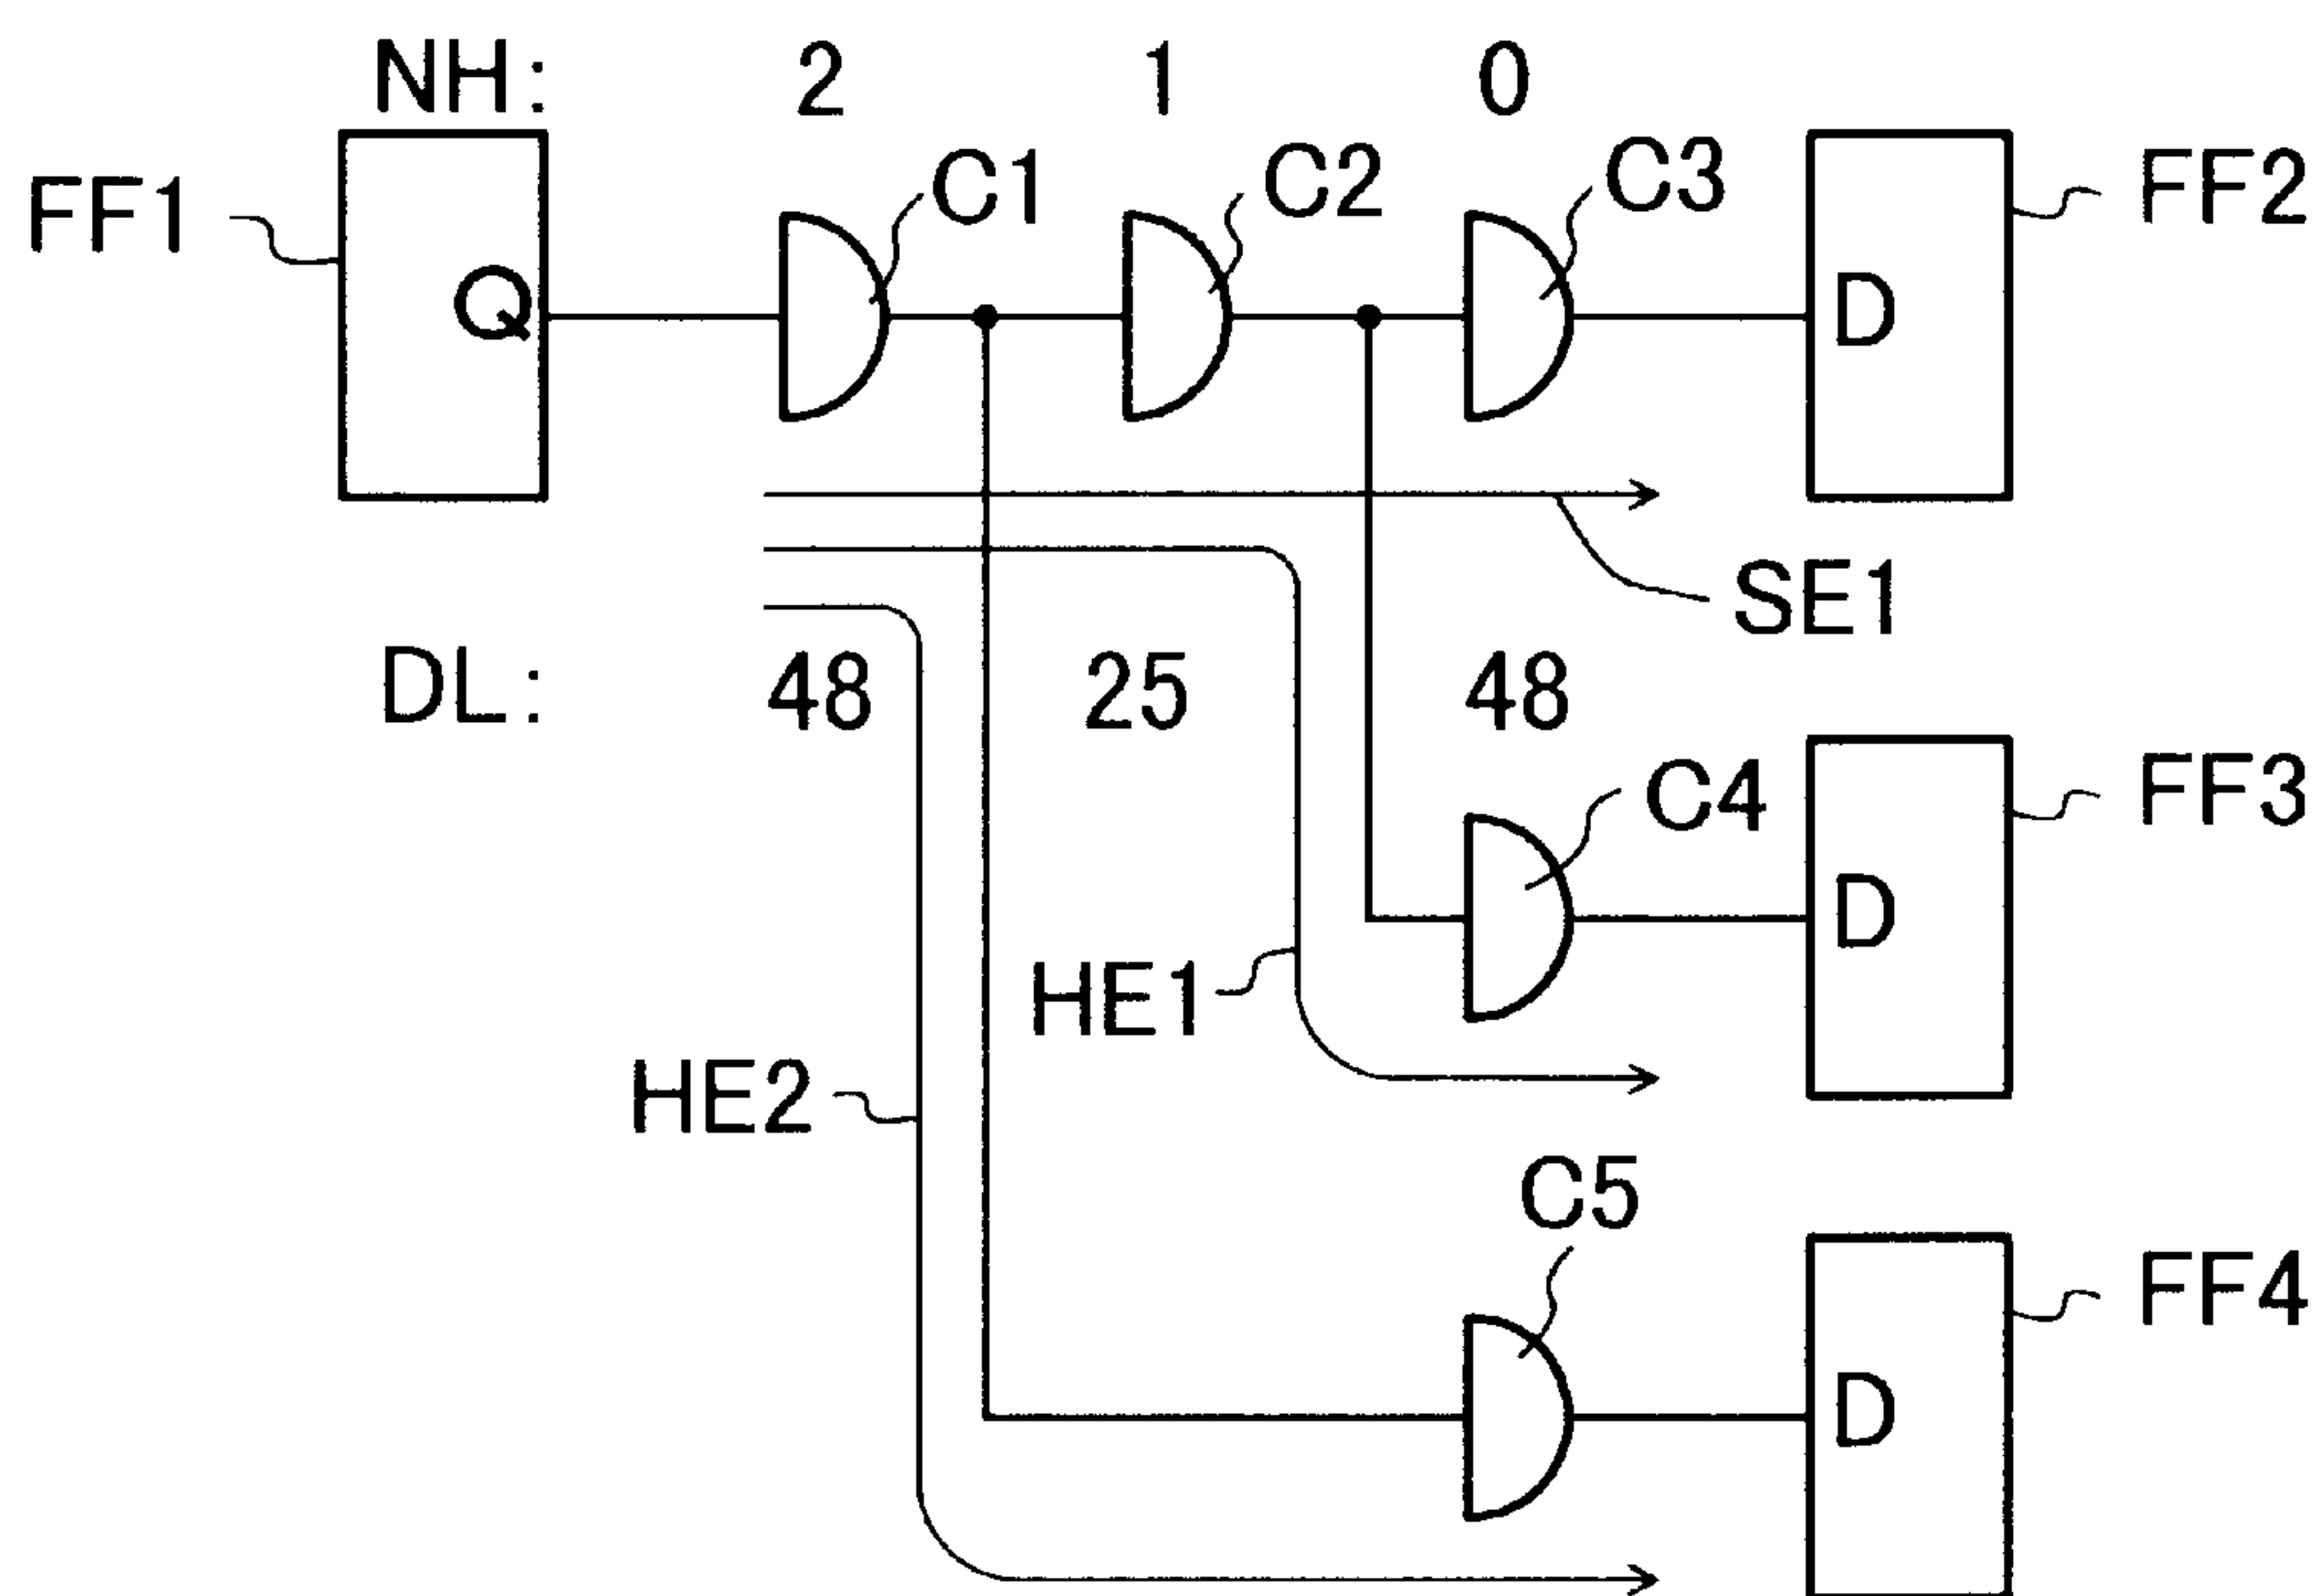 NH: 2 1 0
FF1 C1 C2 C3 FF2
Q D
SE1
DL: 48 25 48
C4 FF3
D
HE1
HE2
C5
FF4
D